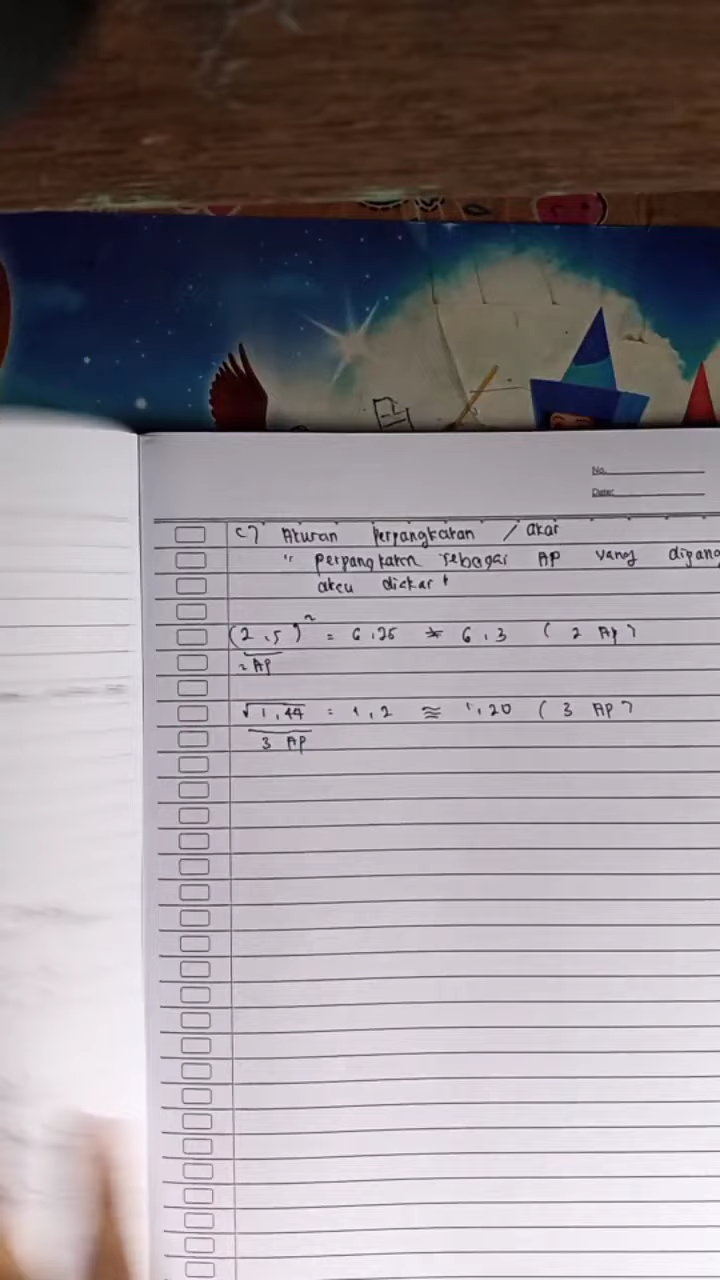 No.
Date:
c) Aturan perpangkatan / akar
" perpangkatan sebagai AP yang dipang
atau diakar "
(2,5)² = 6,25 ≈ 6,3 ( 2 AP )
2 AP
√1,44 = 1,2 ≈ 1,20 ( 3 AP )
3 AP